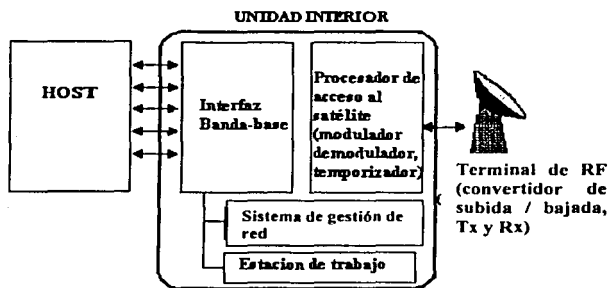 UNIDAD INTERIOR
HOST
Interfaz
Banda-base
Procesador de
acceso al
satélite
(modulador
demodulador,
temporizador)
Terminal de RF
(convertidor de
subida / bajada,
Tx y Rx)
Sistema de gestión de
red
Estacion de trabajo